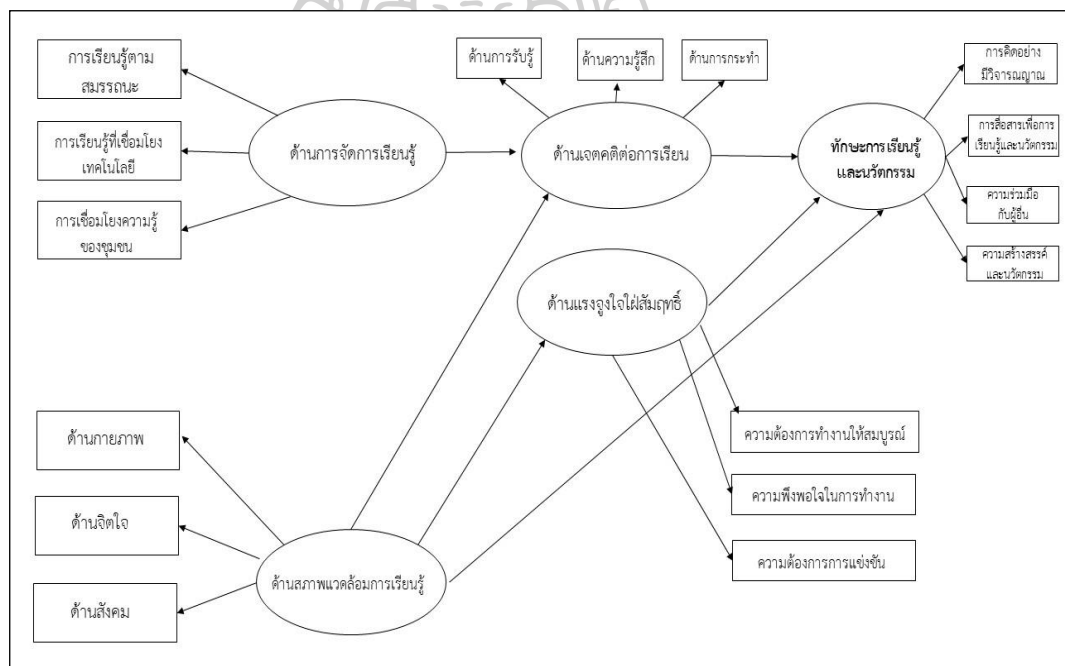 การเรียนรู้ตาม
สมรรถนะ
การเรียนรู้ที่เชื่อมโยง
เทคโนโลยี
การเชื่อมโยงความรู้
ของชุมชน
ด้านการจัดการเรียนรู้
ด้านการรับรู้
ด้านความรู้สึก
ด้านการกระทำ
ด้านเจตคติต่อการเรียน
ทักษะการเรียนรู้
และนวัตกรรม
การคิดอย่าง
มีวิจารณญาณ
การสื่อสารเพื่อการ
เรียนรู้และนวัตกรรม
ความร่วมมือ
กับผู้อื่น
ความสร้างสรรค์
และนวัตกรรม
ด้านแรงจูงใจใฝ่สัมฤทธิ์
ความต้องการทำงานให้สมบูรณ์
ความพึงพอใจในการทำงาน
ความต้องการการแข่งขัน
ด้านกายภาพ
ด้านจิตใจ
ด้านสังคม
ด้านสภาพแวดล้อมการเรียนรู้